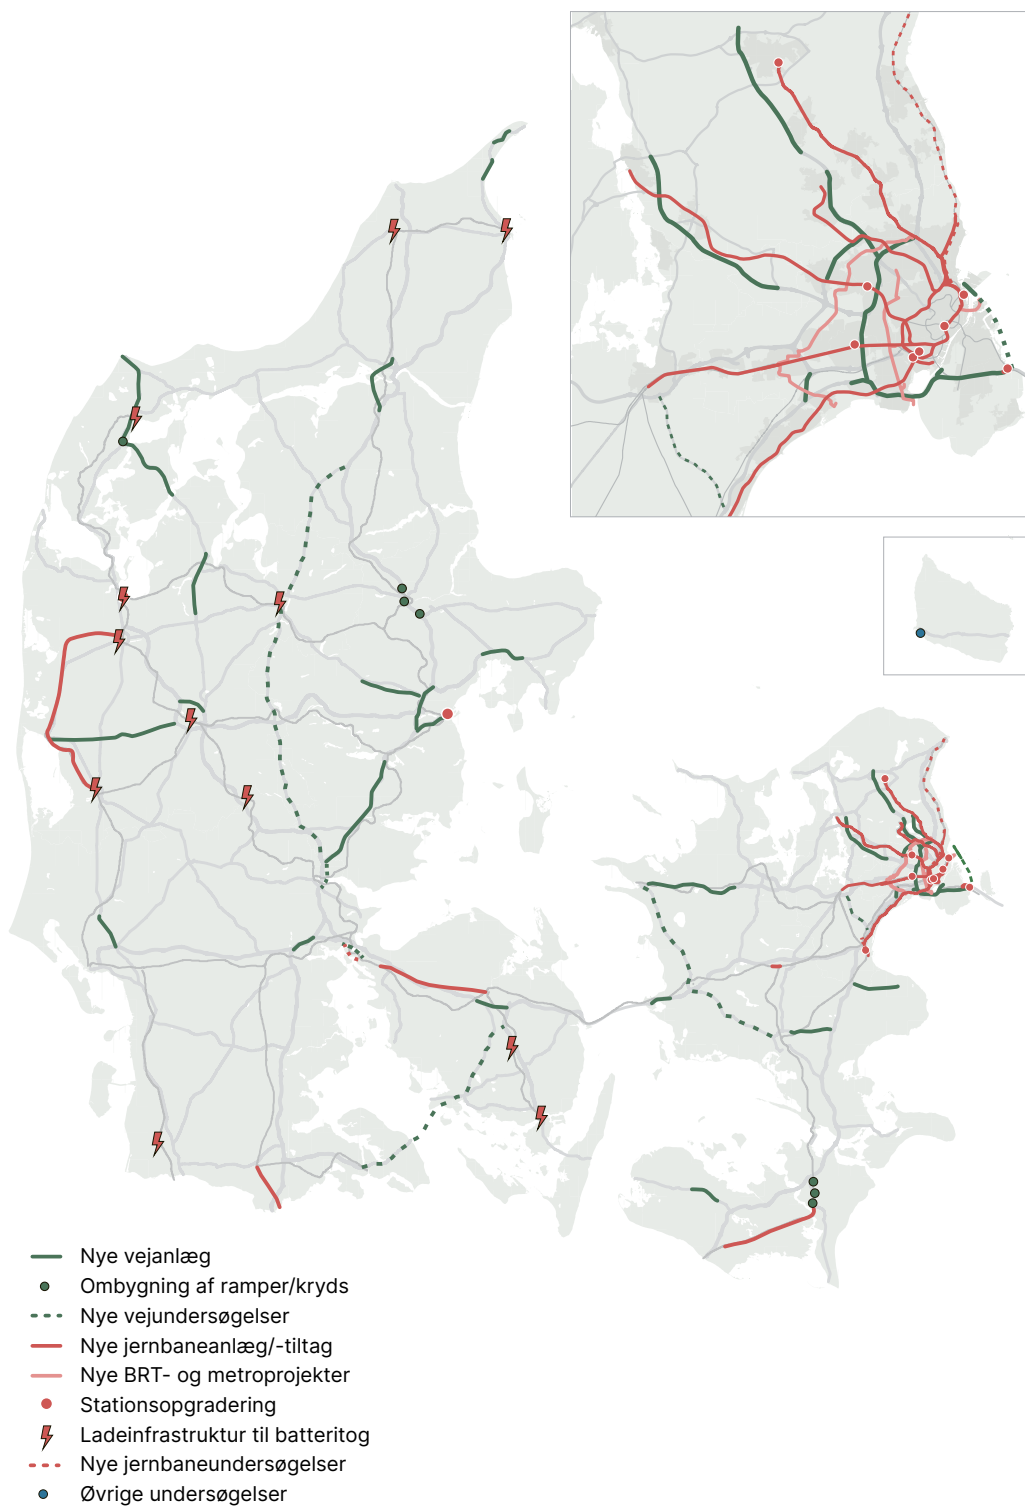 Nye vejanlæg
Ombygning af ramper/kryds
Nye vejundersøgelser
Nye jernbaneanlæg/-tiltag
Nye BRT- og metroprojekter
Stationsopgradering
Ladeinfrastruktur til batteritog
Nye jernbaneundersøgelser
Øvrige undersøgelser